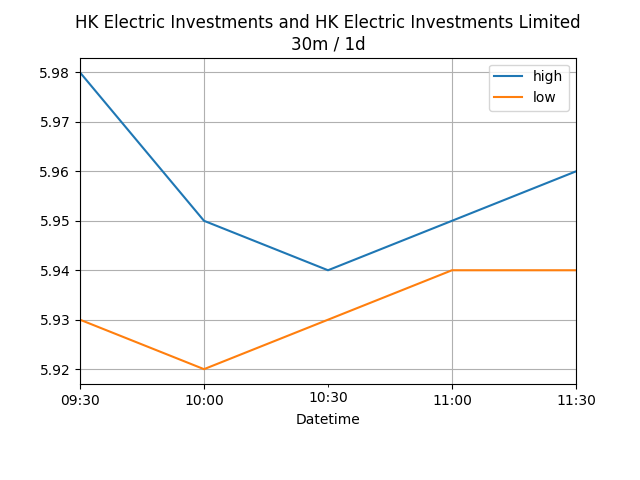 HK Electric Investments and HK Electric Investments Limited
30m / 1d
high
low
5.98
5.97
5.96
5.95
5.94
5.93
5.92
09:30
10:00
10:30
11:00
11:30
Datetime